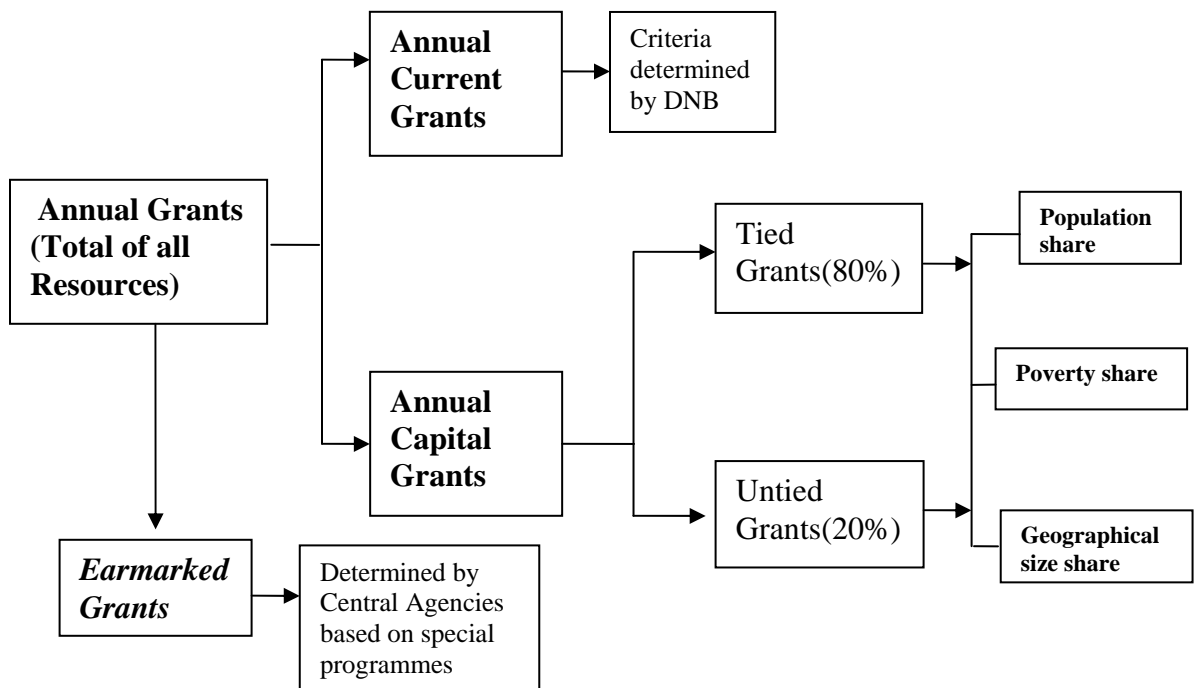 Annual
Current
Grants
Criteria
determined
by DNB
Annual Grants
(Total of all
Resources)
Tied
Grants(80%)
Population
share
Poverty share
Annual
Capital
Grants
Untied
Grants(20%)
Geographical
size share
Earmarked
Grants
Determined by
Central Agencies
based on special
programmes